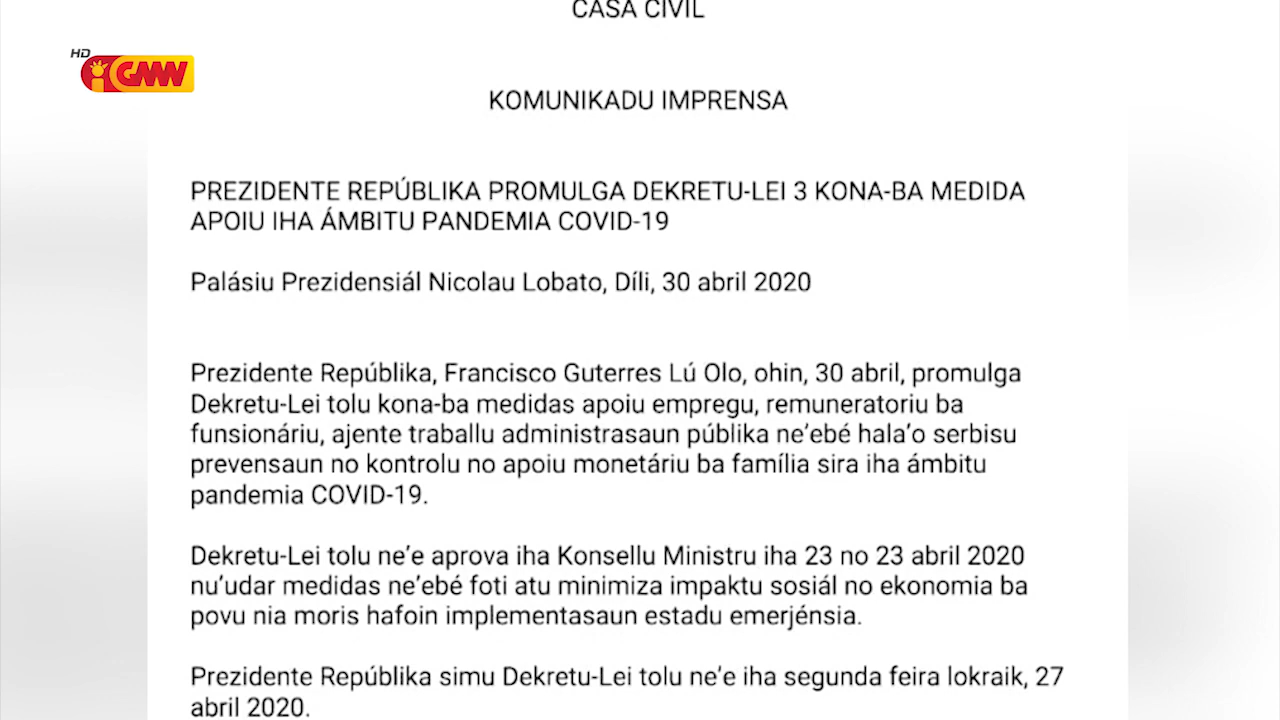 CASA CIVIL
HD
GMN
KOMUNIKADU IMPRENSA
PREZIDENTE REPÚBLIKA PROMULGA DEKRETU-LEI 3 KONA-BA MEDIDA
APOIU IHA ÁMBITU PANDEMIA COVID-19
Palásiu Prezidensiál Nicolau Lobato, Díli, 30 abril 2020
Prezidente Repúblika, Francisco Guterres Lú Olo, ohin, 30 abril, promulga
Dekretu-Lei tolu kona-ba medidas apoiu empregu, remuneratoriu ba
funsionáriu, ajente traballu administrasaun públika ne’ebé hala’o serbisu
prevensaun no kontrolu no apoiu monetáriu ba família sira iha ámbitu
pandemia COVID-19.
Dekretu-Lei tolu ne’e aprova iha Konsellu Ministru iha 23 no 23 abril 2020
nu’udar medidas ne’ebé foti atu minimiza impaktu sosiál no ekonomia ba
povu nia moris hafoin implementasaun estadu emerjénsia.
Prezidente Repúblika simu Dekretu-Lei tolu ne’e iha segunda feira lokraik, 27
abril 2020.